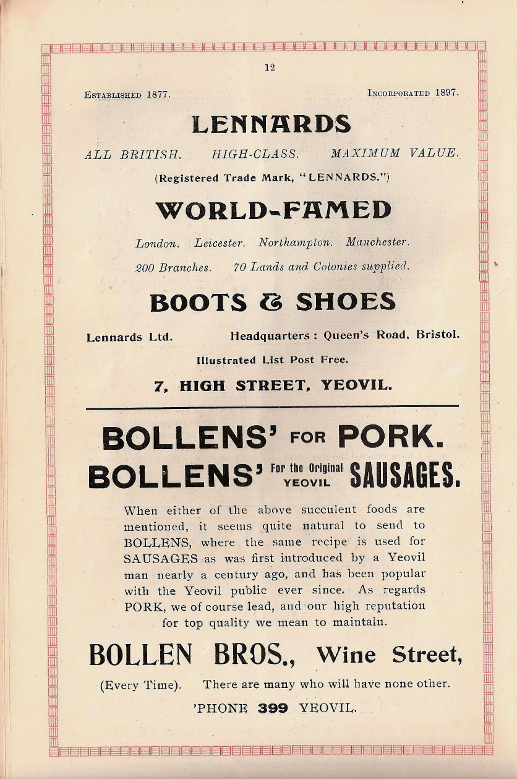 12
ESTABLISHED 1877. INCORPORATED 1897.
LENNARDS
ALL BRITISH. HIGH-CLASS. MAXIMUM VALUE.
(Registered Trade Mark, "LENNARDS.")
WORLD-FAMED
London. Leicester. Northampton. Manchester.
200 Branches. 70 Lands and Colonies supplied.
BOOTS & SHOES
Lennards Ltd. Headquarters: Queen's Road, Bristol.
Illustrated List Post Free.
7, HIGH STREET, YEOVIL.
BOLLENS' FOR PORK.
BOLLENS' For the Original YEOVIL SAUSAGES.
When either of the above succulent foods are
mentioned, it seems quite natural to send to
BOLLENS, where the same recipe is used for
SAUSAGES as was first introduced by a Yeovil
man nearly a century ago, and has been popular
with the Yeovil public ever since. As regards
PORK, we of course lead, and our high reputation
for top quality we mean to maintain.
BOLLEN BROS., Wine Street,
(Every Time). There are many who will have none other.
'PHONE 399 YEOVIL.